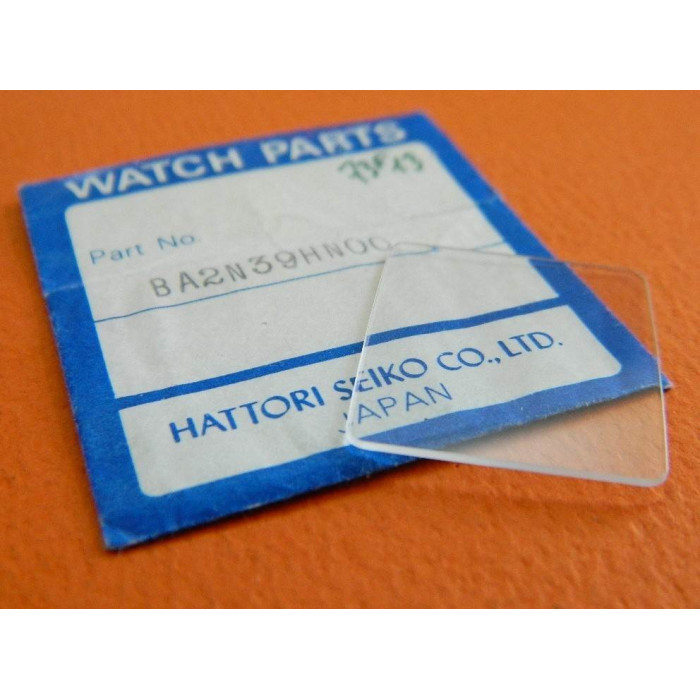 WATCH PARTS
Part No.
BA2N39HN00
HATTORI SEIKO CO.,LTD.
JAPAN